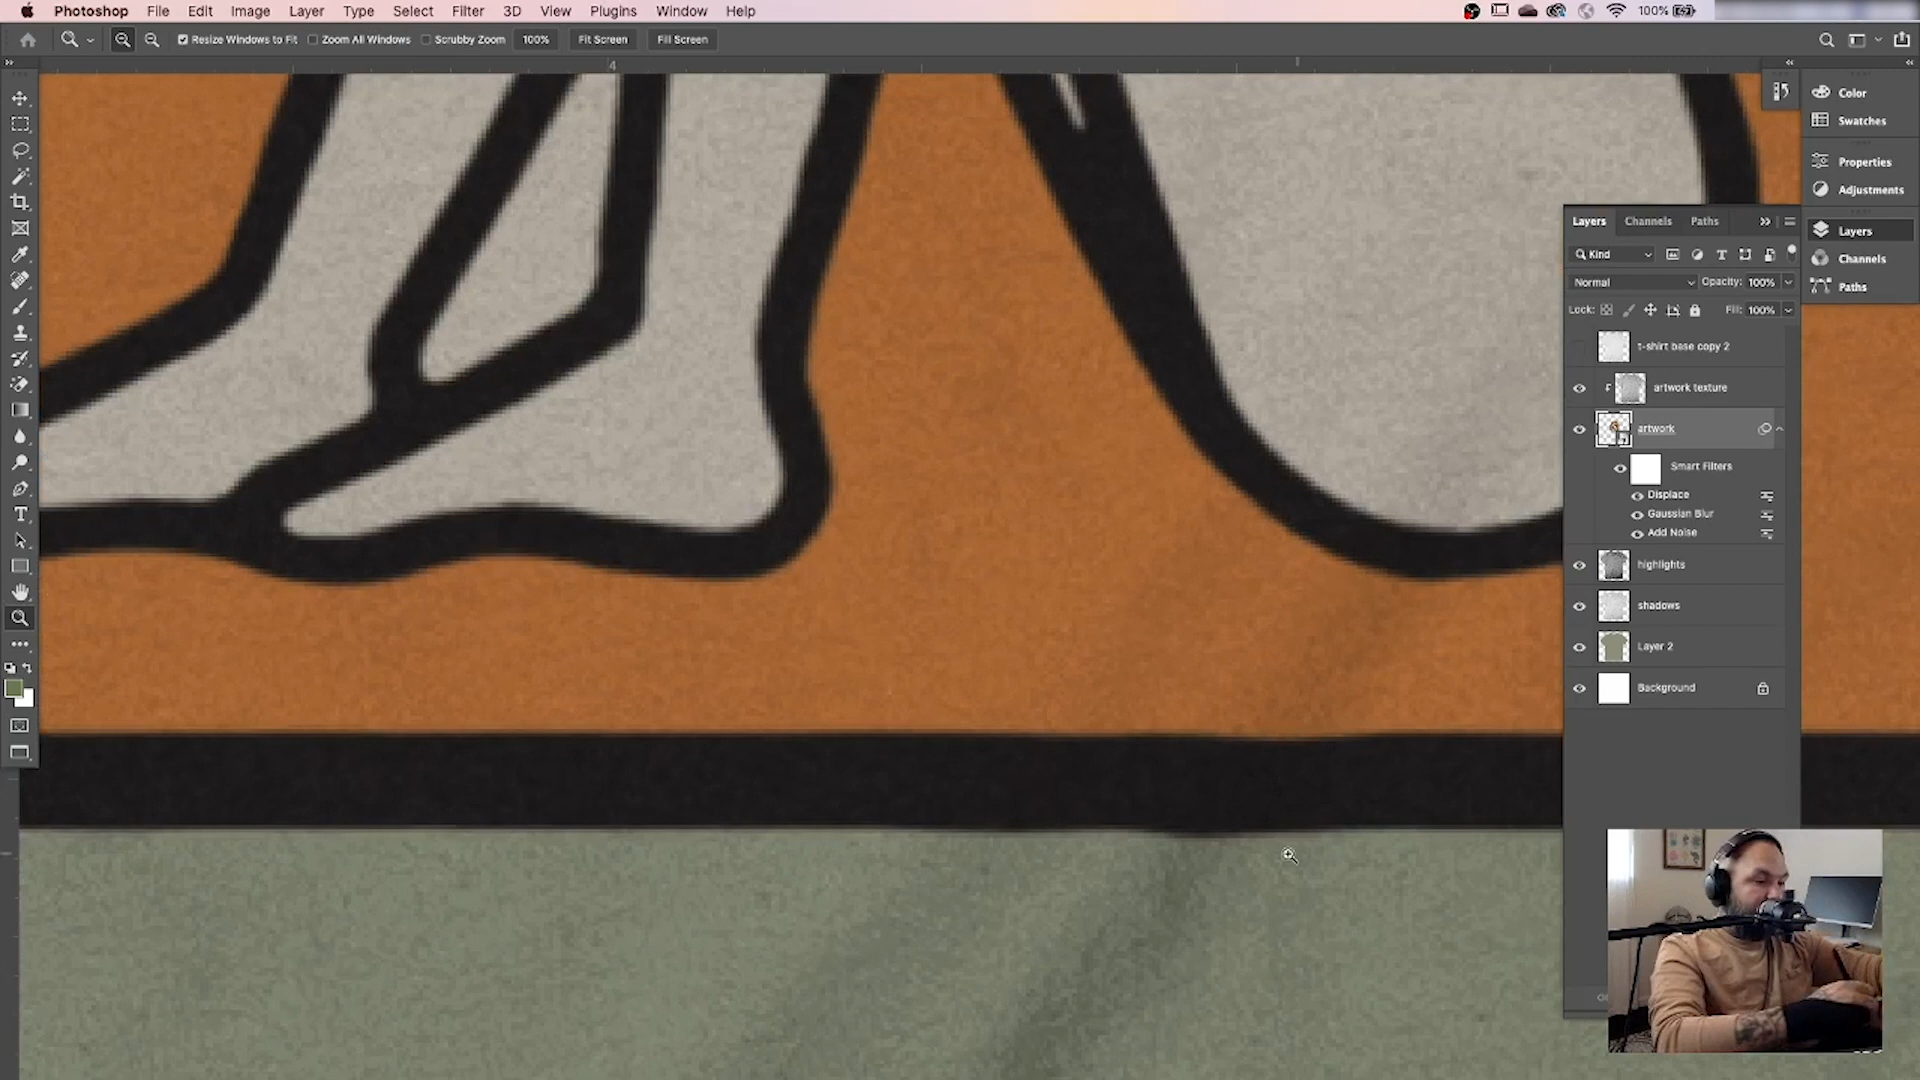 Photoshop File Edit Image Layer Type Select Filter 3D View Plugins Window Help 100%
Resize Windows to Fit Zoom All Windows Scrubby Zoom 100% Fit Screen Fill Screen
4
Color
Swatches
Properties
Adjustments
Layers
Channels
Paths
Layers Channels Paths
Kind
Normal Opacity: 100%
Lock: Fill: 100%
t-shirt base copy 2
artwork texture
artwork
Smart Filters
Displace
Gaussian Blur
Add Noise
highlights
shadows
Layer 2
Background